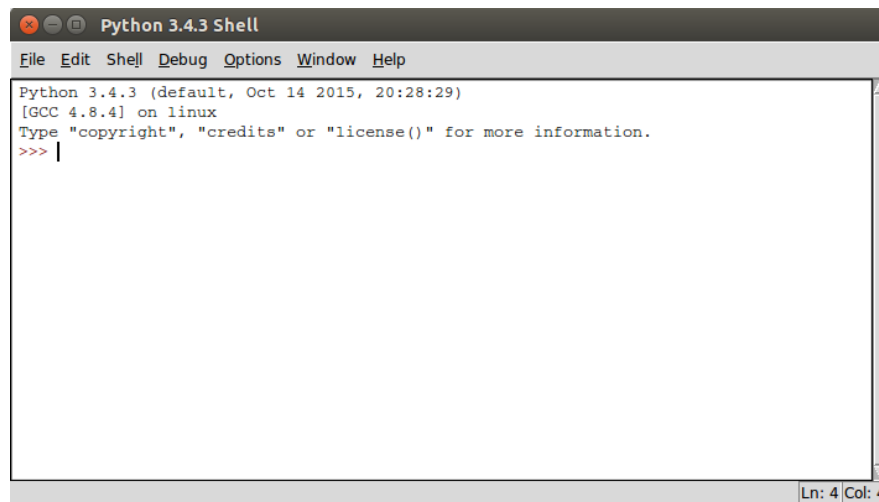 Python 3.4.3 Shell
File Edit Shell Debug Options Window Help
Python 3.4.3 (default, Oct 14 2015, 20:28:29)
[GCC 4.8.4] on linux
Type "copyright", "credits" or "license()" for more information.
>>>
Ln: 4 Col: